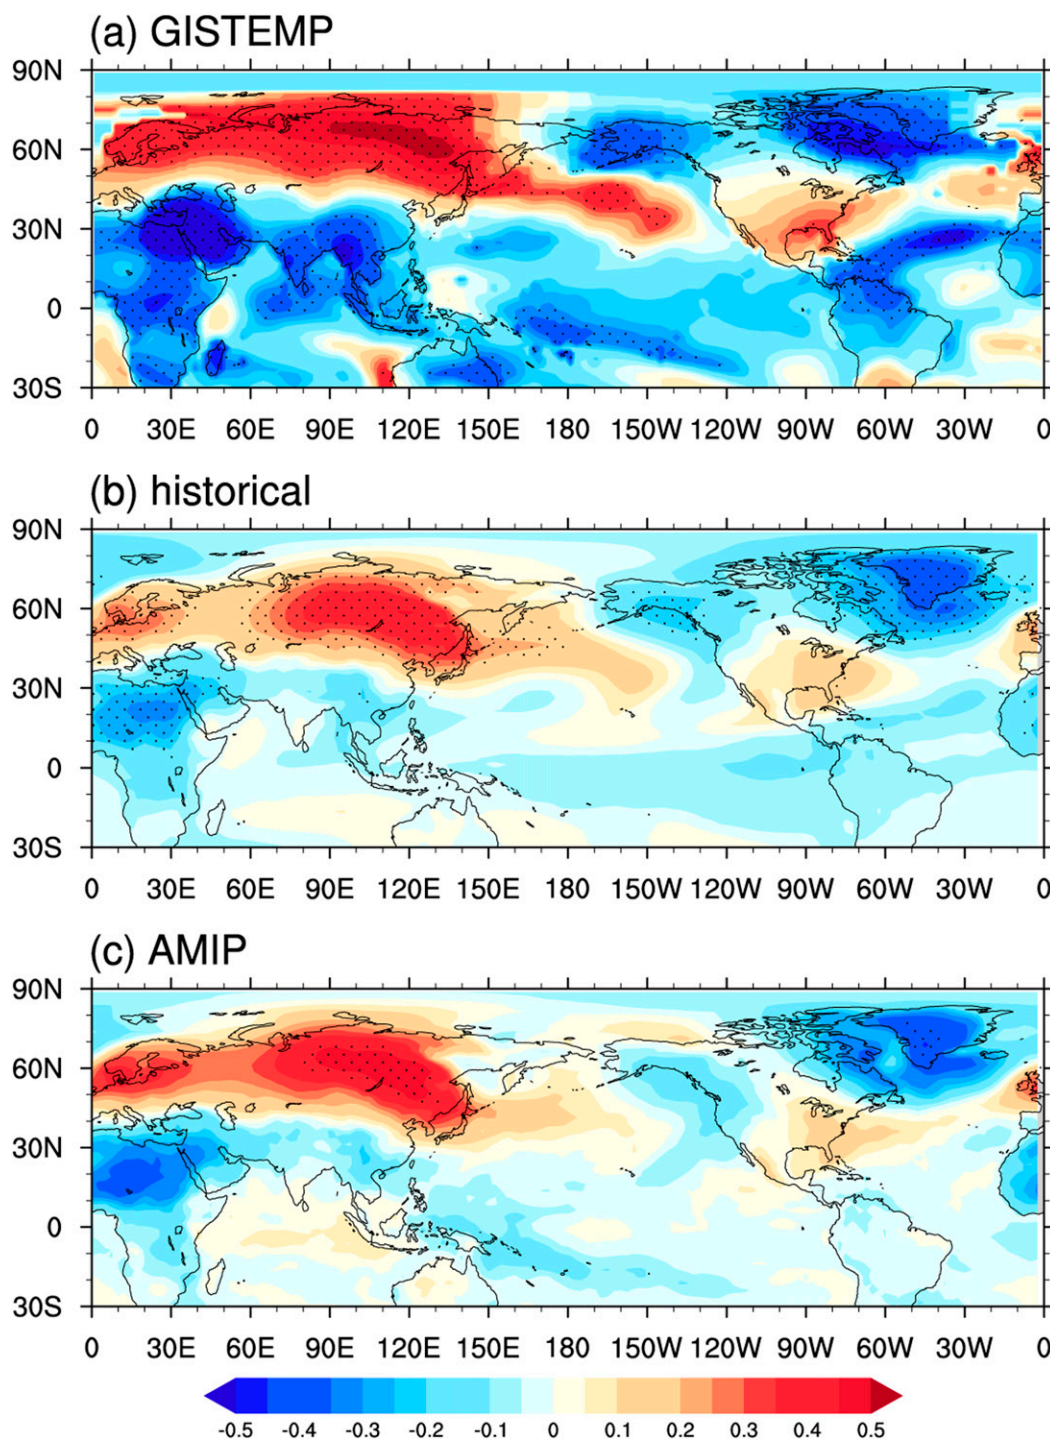 (a) GISTEMP
90N
60N
30N
0
30S
0 30E 60E 90E 120E 150E 180 150W 120W 90W 60W 30W 0
(b) historical
90N
60N
30N
0
30S
0 30E 60E 90E 120E 150E 180 150W 120W 90W 60W 30W 0
(c) AMIP
90N
60N
30N
0
30S
0 30E 60E 90E 120E 150E 180 150W 120W 90W 60W 30W 0
-0.5 -0.4 -0.3 -0.2 -0.1 0 0.1 0.2 0.3 0.4 0.5